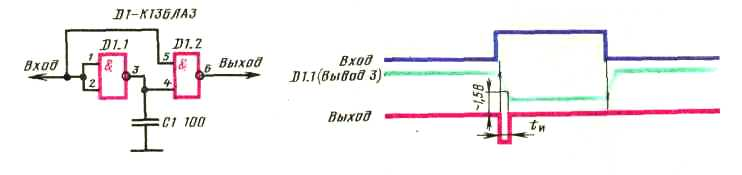 D1-К136ЛА3
D1.1
D1.2
Вход
1
2
&
3
5
4
&
6
Выход
C1 100
Вход
D1.1 (Вывод 3)
~1,5В
Выход
tи